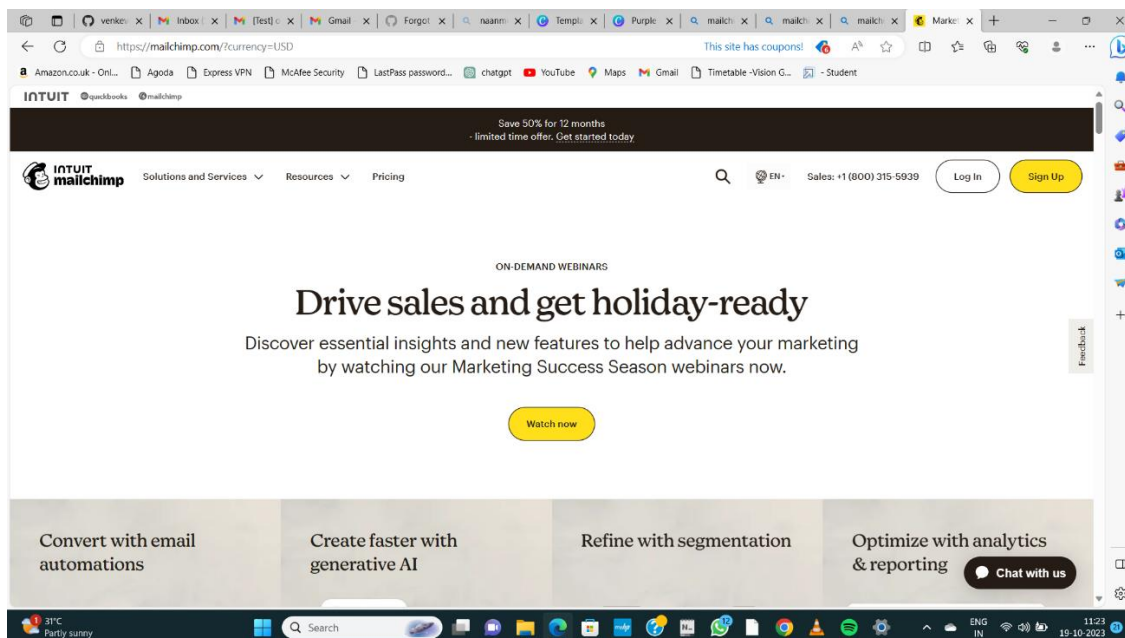 venkev
Inbox (
[Test] c
Gmail -
Forgot
naanm
Templa
Purple
mailch
mailch
mailch
Market
https://mailchimp.com/?currency=USD
This site has coupons!
Amazon.co.uk - Onl...
Agoda
Express VPN
McAfee Security
LastPass password...
chatgpt
YouTube
Maps
Gmail
Timetable -Vision G...
- Student
INTUIT
quickbooks
mailchimp
Save 50% for 12 months
- limited time offer. Get started today
INTUIT
mailchimp
Solutions and Services
Resources
Pricing
EN
Sales: +1 (800) 315-5939
Log In
Sign Up
ON-DEMAND WEBINARS
Drive sales and get holiday-ready
Discover essential insights and new features to help advance your marketing
by watching our Marketing Success Season webinars now.
Watch now
Feedback
Convert with email
automations
Create faster with
generative AI
Refine with segmentation
Optimize with analytics
& reporting
Chat with us
31°C
Partly sunny
Search
ENG
IN
11:23
19-10-2023